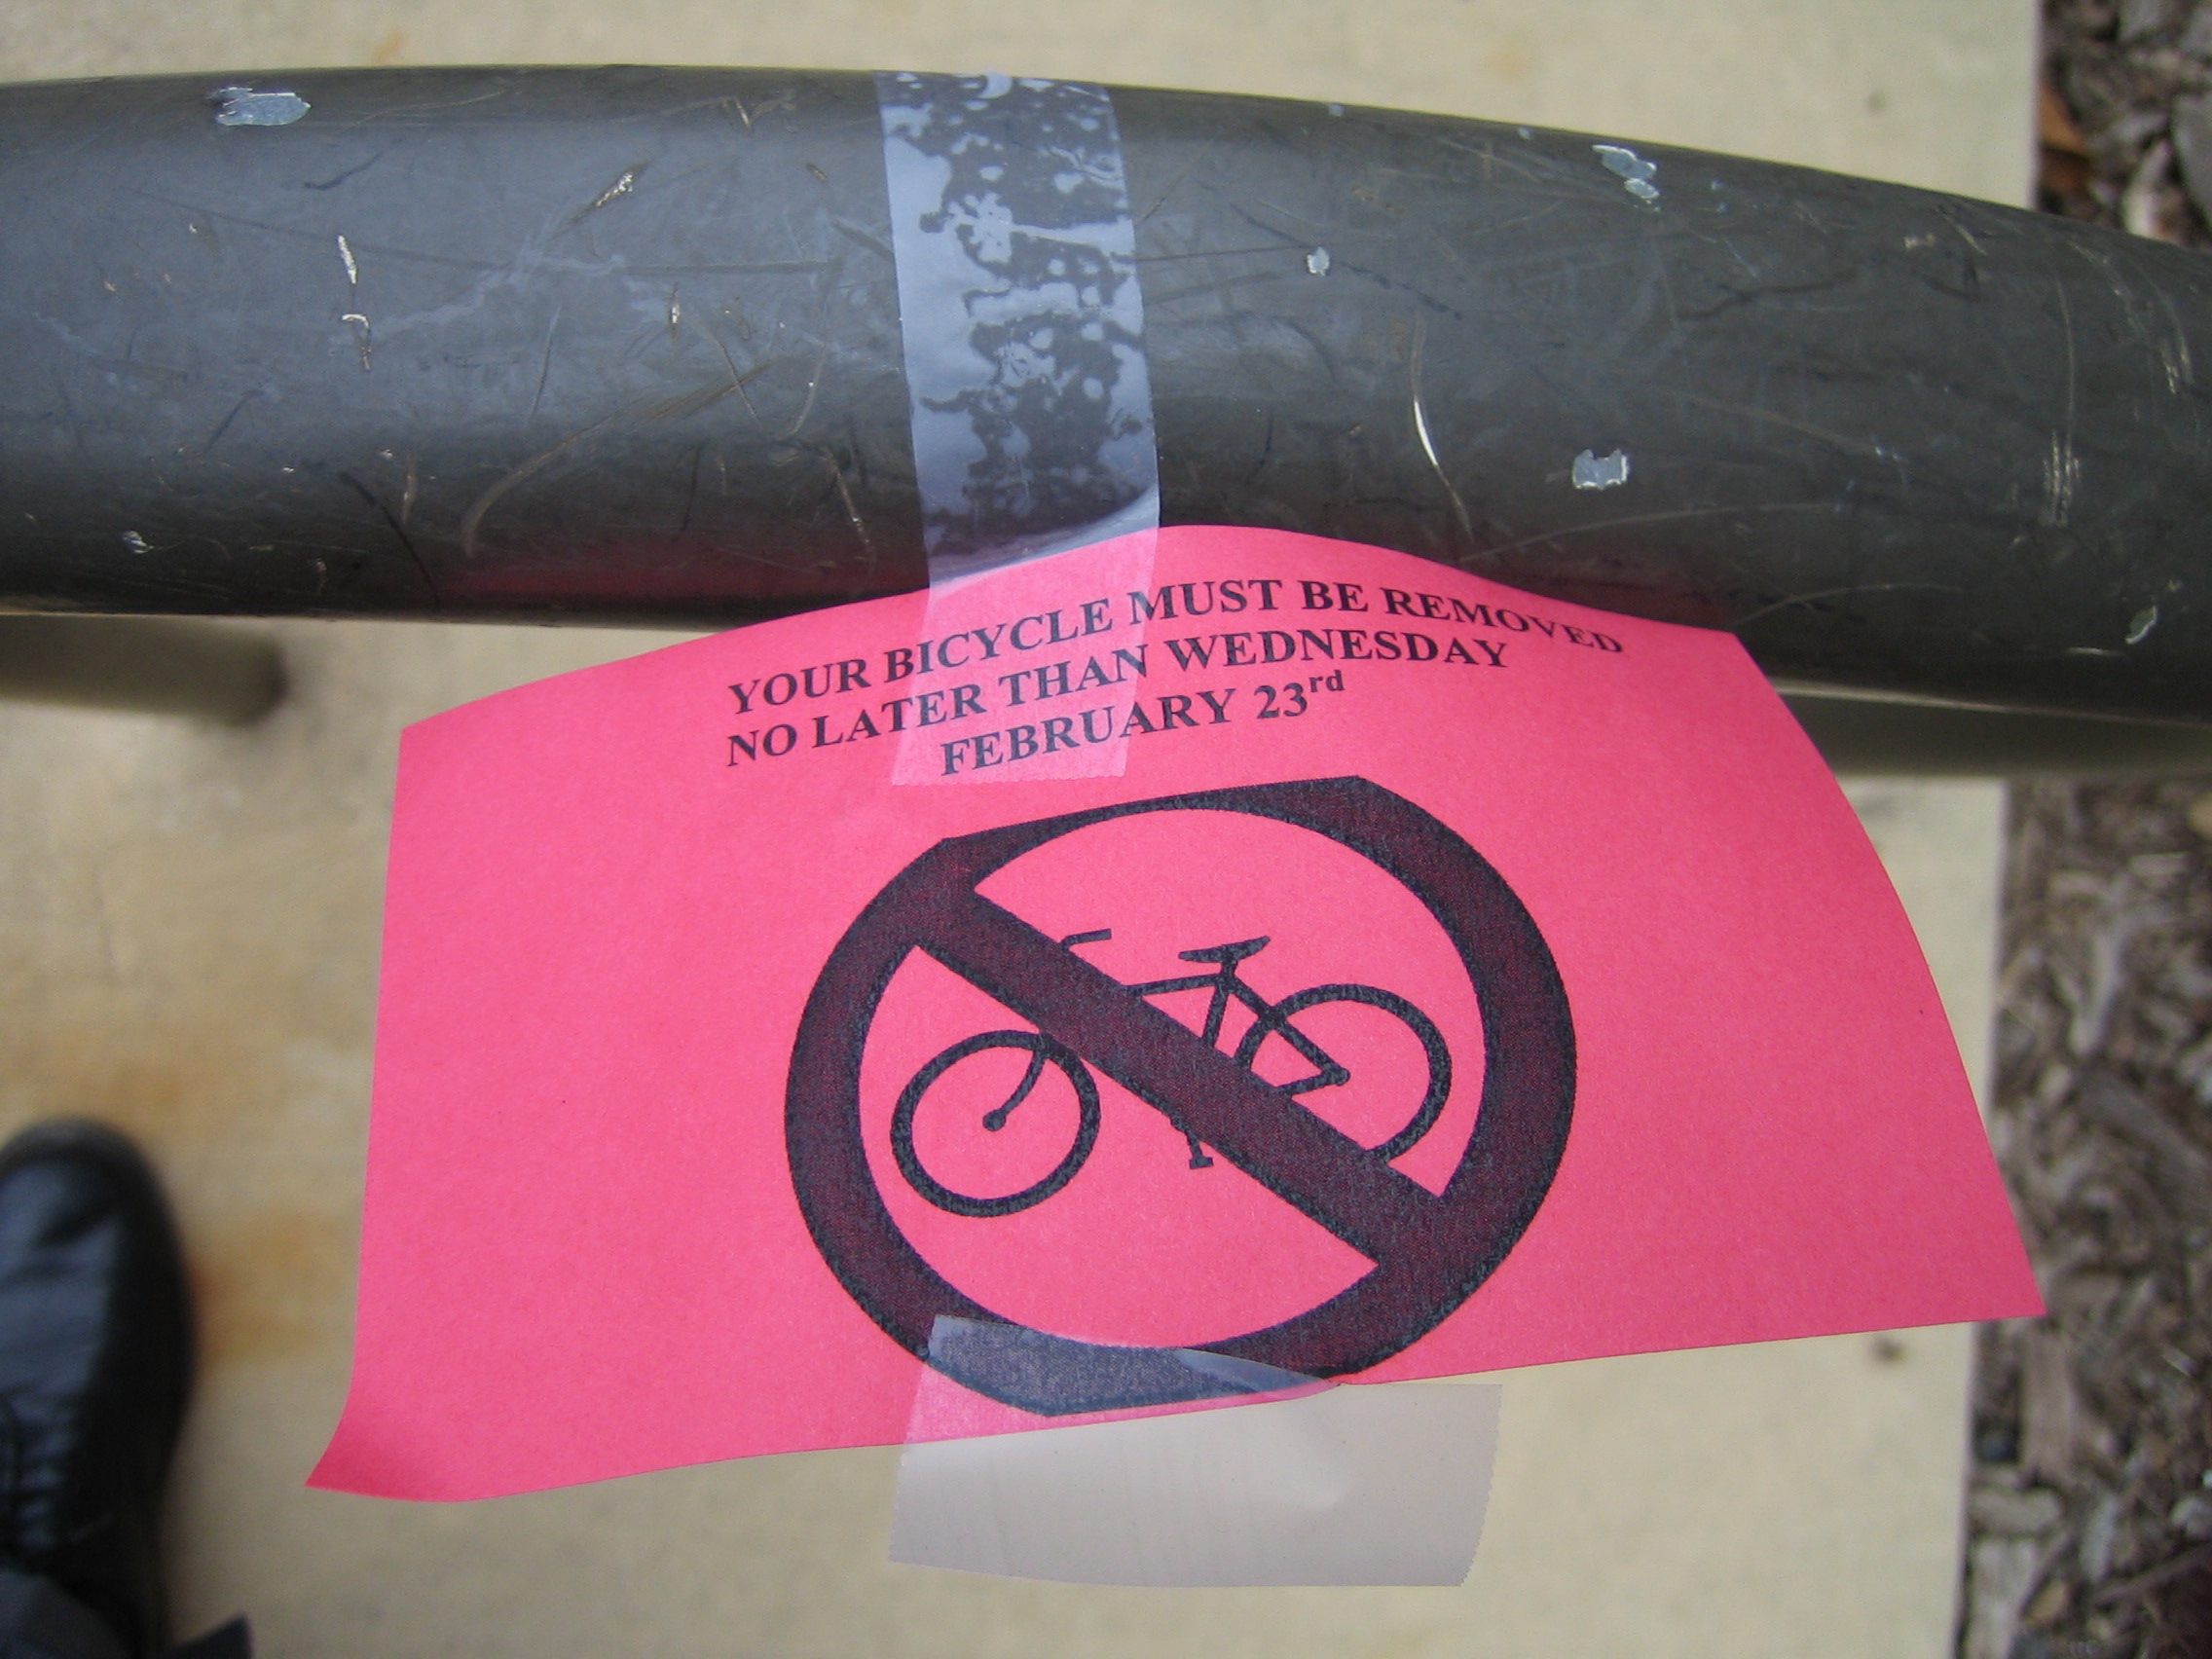 YOUR BICYCLE MUST BE REMOVED
NO LATER THAN WEDNESDAY
FEBRUARY 23rd